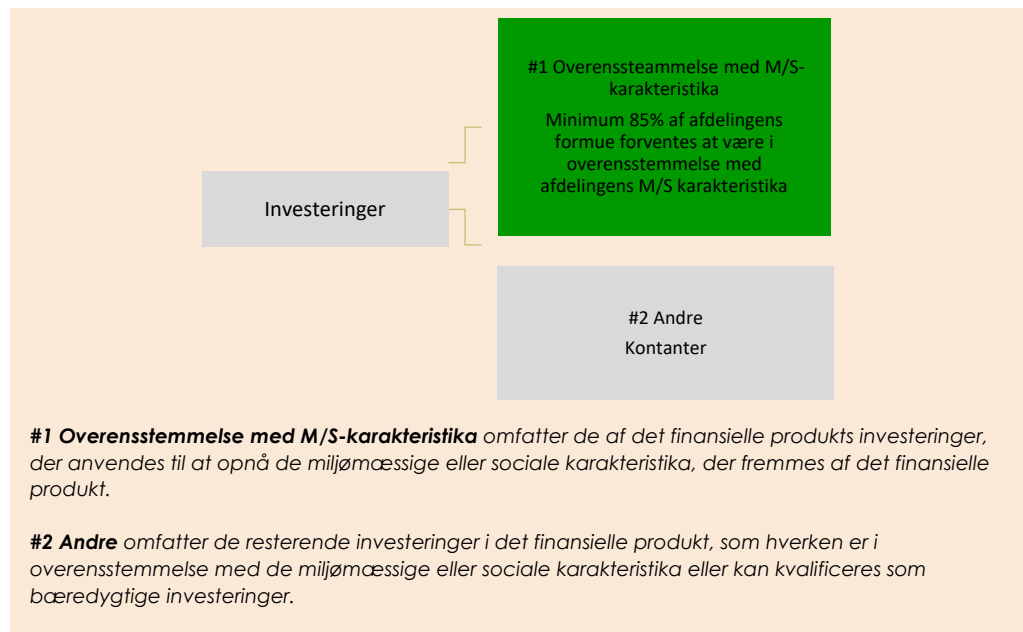 #1 Overenssteammelse med M/S-
karakteristika
Minimum 85% af afdelingens
formue forventes at være i
overensstemmelse med
afdelingens M/S karakteristika
Investeringer
#2 Andre
Kontanter
#1 Overensstemmelse med M/S-karakteristika omfatter de af det finansielle produkts investeringer,
der anvendes til at opnå de miljømæssige eller sociale karakteristika, der fremmes af det finansielle
produkt.
#2 Andre omfatter de resterende investeringer i det finansielle produkt, som hverken er i
overensstemmelse med de miljømæssige eller sociale karakteristika eller kan kvalificeres som
bæredygtige investeringer.